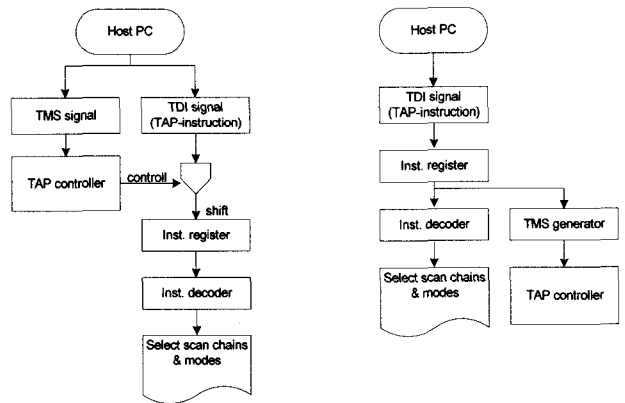 Host PC
TMS signal
TDI signal
(TAP-instruction)
TAP controller
controll
shift
Inst. register
Inst. decoder
Select scan chains
& modes
Host PC
TDI signal
(TAP-instruction)
Inst. register
Inst. decoder
TMS generator
Select scan chains
& modes
TAP controller